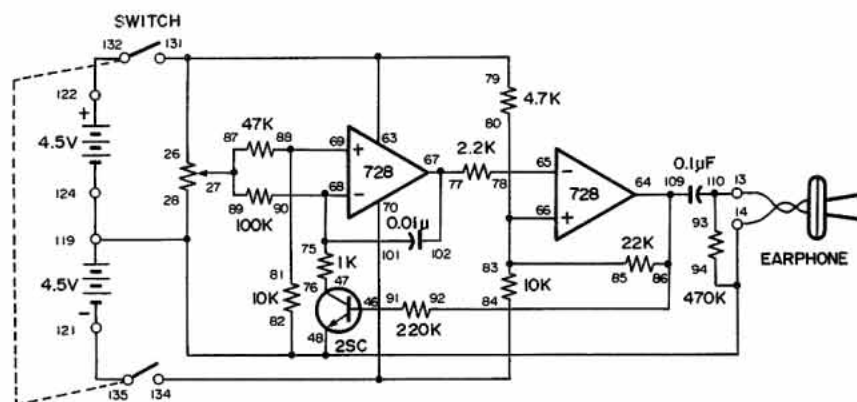 SWITCH
132 131
122
+
4.5V
124
119
4.5V
−
121
135 134
26
27
28
47K
87 88
89 90
100K
69 +
68 −
63
728
67
70
0.01µ
101 102
75
1K
76 47
81
10K
82
46
48
2SC
91 92
220K
2.2K
77 78
79
4.7K
80
65 −
66 +
728
64
83
10K
84
22K
85 86
0.1µF
109 110
13
14
93
94
470K
EARPHONE